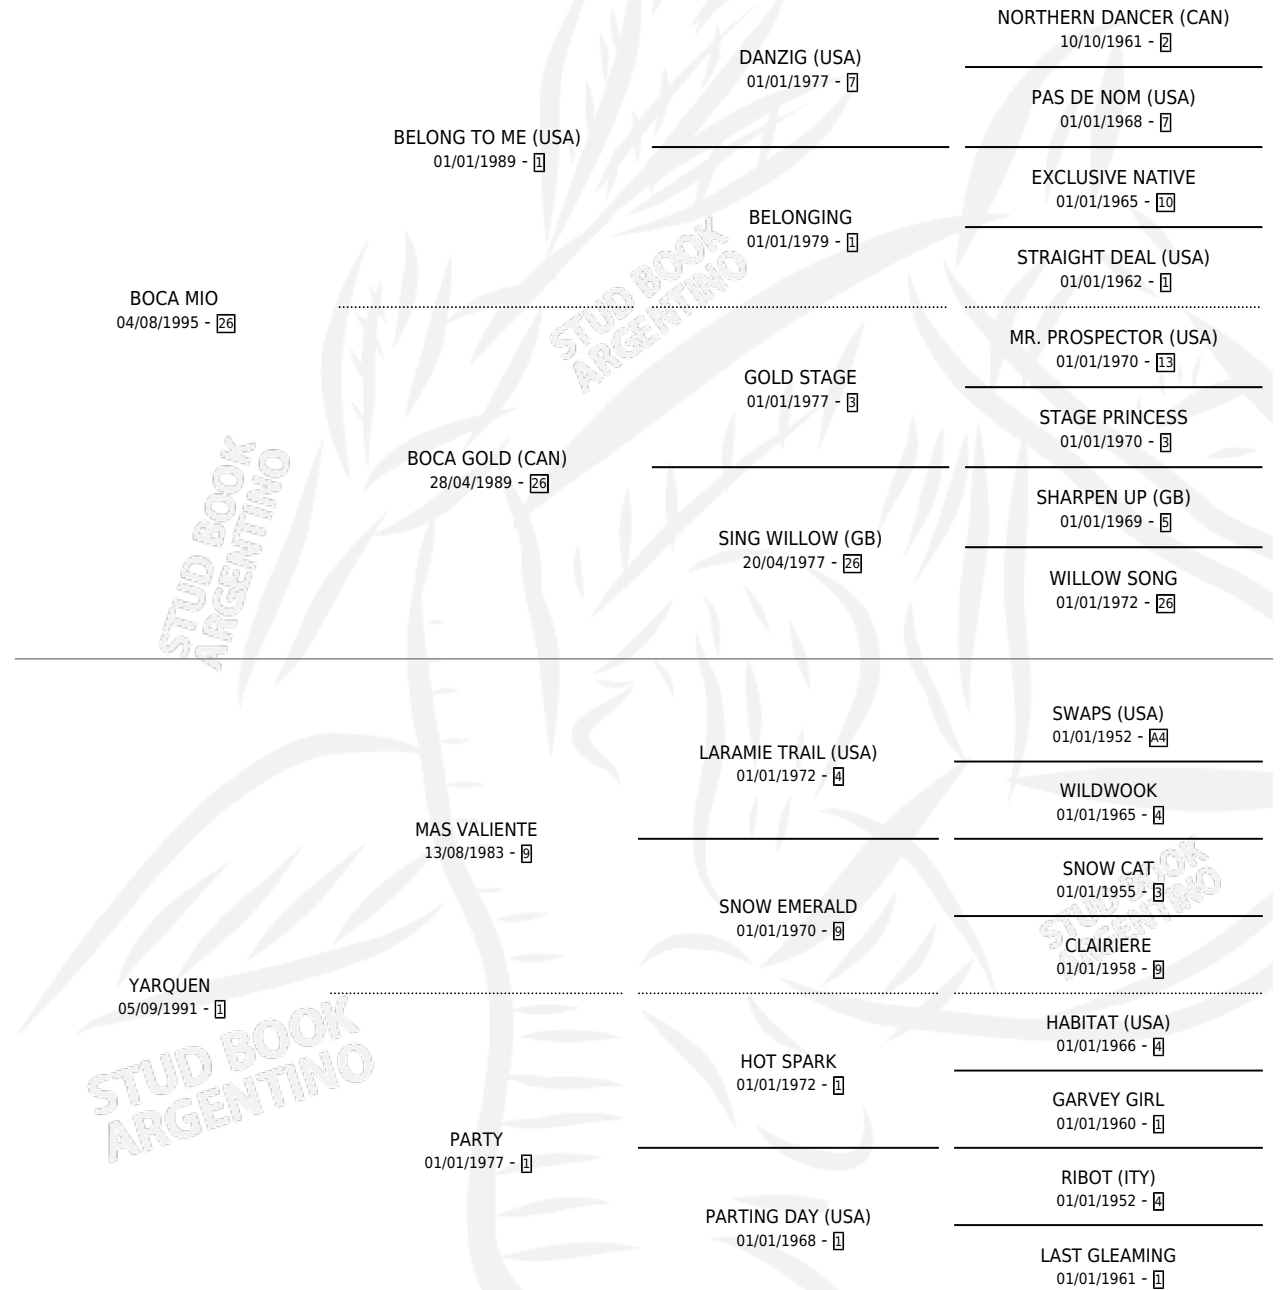 NORTHERN DANCER (CAN)
10/10/1961 - 2
DANZIG (USA)
01/01/1977 - 7
PAS DE NOM (USA)
01/01/1968 - 7
BELONG TO ME (USA)
01/01/1989 - 1
EXCLUSIVE NATIVE
01/01/1965 - 10
BELONGING
01/01/1979 - 1
STRAIGHT DEAL (USA)
01/01/1962 - 1
BOCA MIO
04/08/1995 - 26
STUD BOOK
ARGENTINO
MR. PROSPECTOR (USA)
01/01/1970 - 13
GOLD STAGE
01/01/1977 - 3
STAGE PRINCESS
01/01/1970 - 3
BOCA GOLD (CAN)
28/04/1989 - 26
SHARPEN UP (GB)
01/01/1969 - 5
SING WILLOW (GB)
20/04/1977 - 26
WILLOW SONG
01/01/1972 - 26
STUD BOOK
ARGENTINO
SWAPS (USA)
01/01/1952 - A4
LARAMIE TRAIL (USA)
01/01/1972 - 4
WILDWOOK
01/01/1965 - 4
MAS VALIENTE
13/08/1983 - 9
SNOW CAT
01/01/1955 - 3
SNOW EMERALD
01/01/1970 - 9
STUD BOOK
ARGENTINO
CLAIRIERE
01/01/1958 - 9
YARQUEN
05/09/1991 - 1
HABITAT (USA)
01/01/1966 - 4
STUD BOOK
ARGENTINO
HOT SPARK
01/01/1972 - 1
GARVEY GIRL
01/01/1960 - 1
PARTY
01/01/1977 - 1
RIBOT (ITY)
01/01/1952 - 4
PARTING DAY (USA)
01/01/1968 - 1
LAST GLEAMING
01/01/1961 - 1